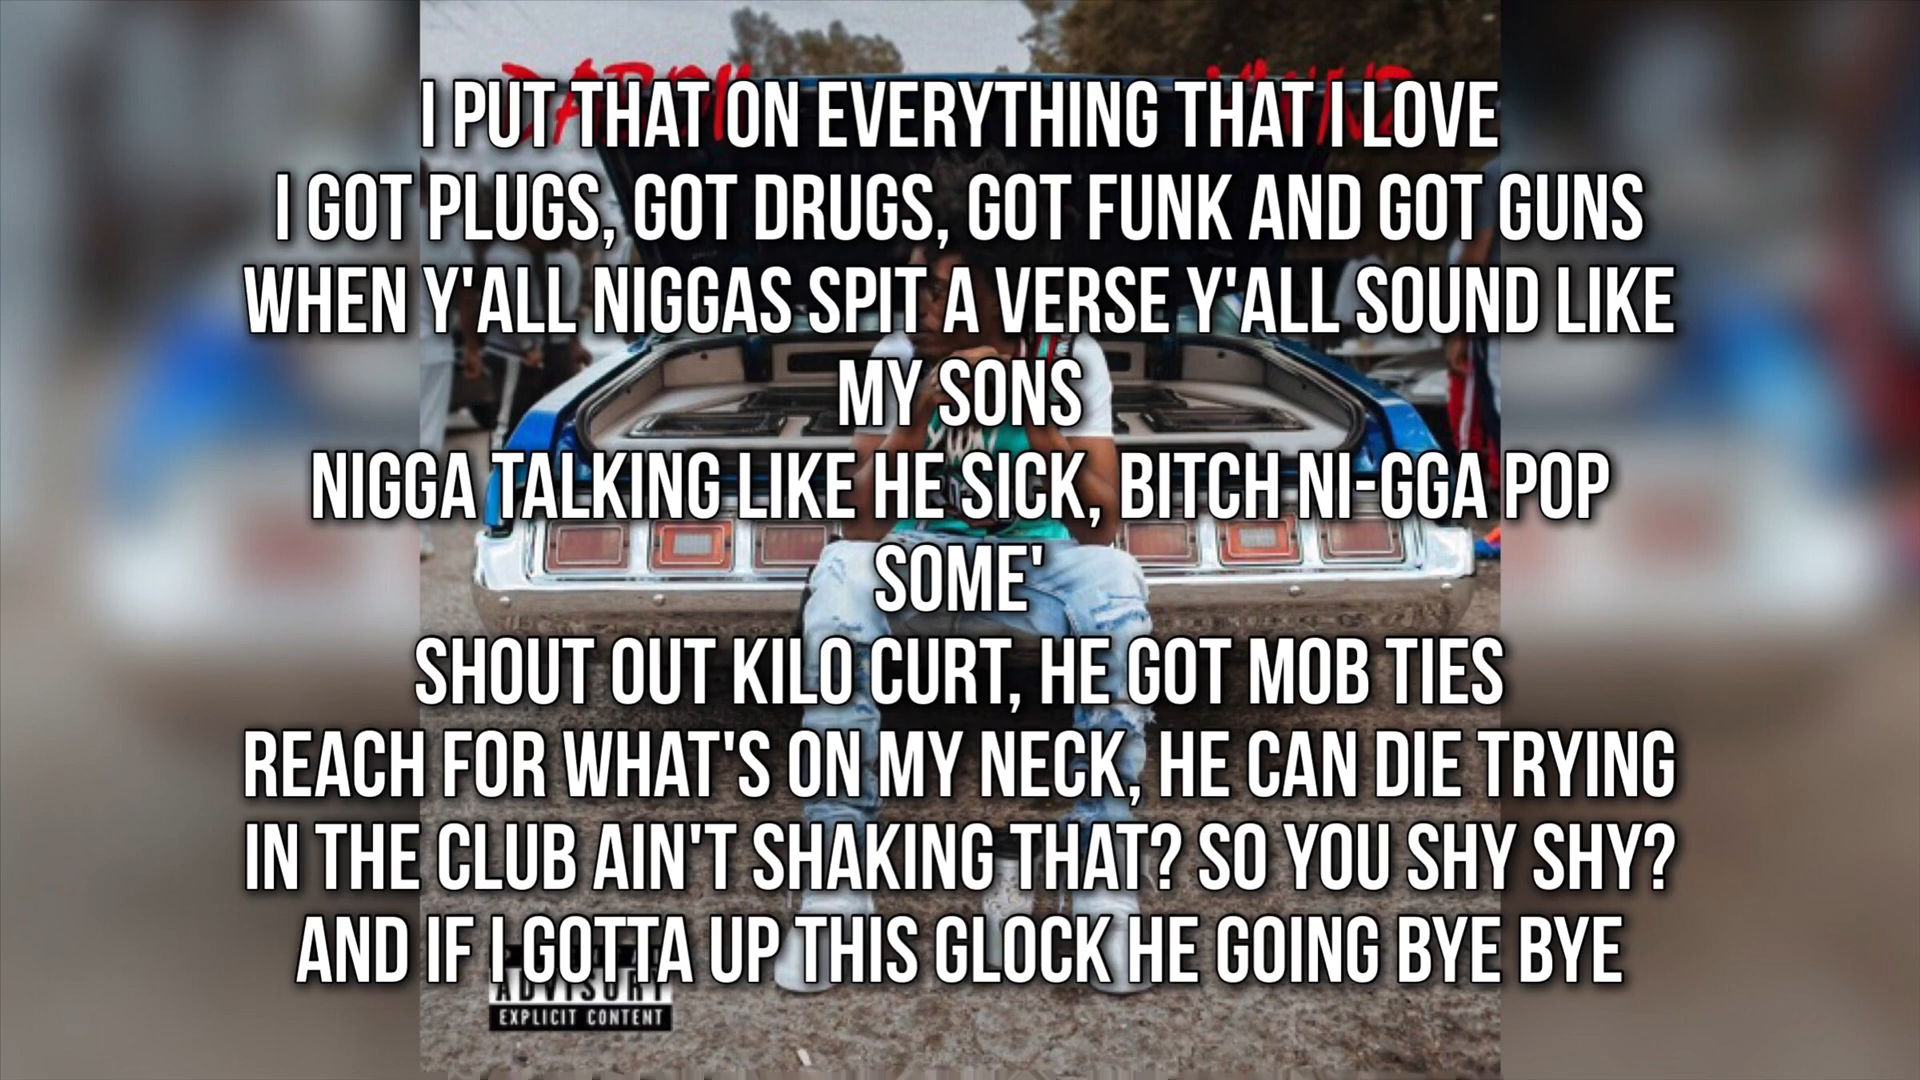 I PUT THAT ON EVERYTHING THAT I LOVE
I GOT PLUGS, GOT DRUGS, GOT FUNK AND GOT GUNS
WHEN Y'ALL NIGGAS SPIT A VERSE Y'ALL SOUND LIKE
MY SONS
NIGGA TALKING LIKE HE SICK, BITCH NI-GGA POP
SOME'
SHOUT OUT KILO CURT, HE GOT MOB TIES
REACH FOR WHAT'S ON MY NECK, HE CAN DIE TRYING
IN THE CLUB AIN'T SHAKING THAT? SO YOU SHY SHY?
AND IF I GOTTA UP THIS GLOCK HE GOING BYE BYE
ADVISORY
EXPLICIT CONTENT